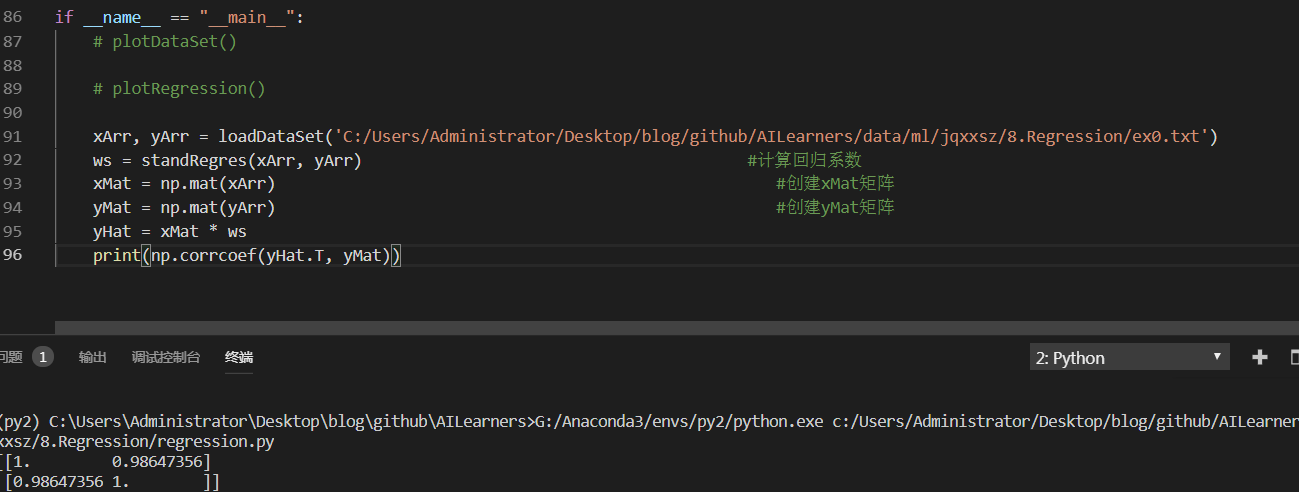 86 if __name__ == "__main__":
87 # plotDataSet()
88
89 # plotRegression()
90
91 xArr, yArr = loadDataSet('C:/Users/Administrator/Desktop/blog/github/AILearners/data/ml/jqxxsz/8.Regression/ex0.txt')
92 ws = standRegres(xArr, yArr) #计算回归系数
93 xMat = np.mat(xArr) #创建xMat矩阵
94 yMat = np.mat(yArr) #创建yMat矩阵
95 yHat = xMat * ws
96 print(np.corrcoef(yHat.T, yMat))
问题 1 输出 调试控制台 终端 2: Python
(py2) C:\Users\Administrator\Desktop\blog\github\AILearners>G:/Anaconda3/envs/py2/python.exe c:/Users/Administrator/Desktop/blog/github/AILearner
xxsz/8.Regression/regression.py
[[1. 0.98647356]
[0.98647356 1. ]]